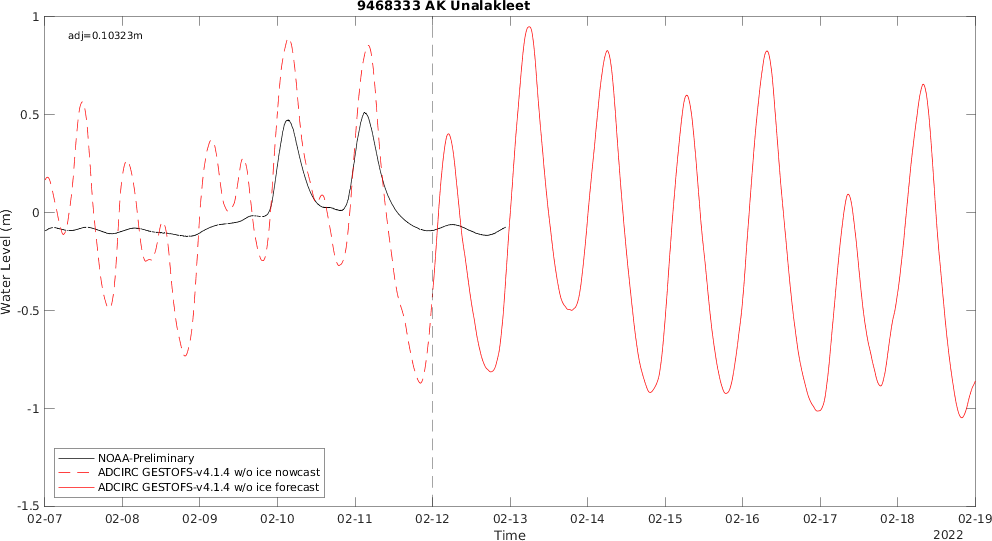 9468333 AK Unalakleet
adj=0.10323m
1
0.5
0
-0.5
-1
-1.5
Water Level (m)
NOAA-Preliminary
ADCIRC GESTOFS-v4.1.4 w/o ice nowcast
ADCIRC GESTOFS-v4.1.4 w/o ice forecast
02-07 02-08 02-09 02-10 02-11 02-12 02-13 02-14 02-15 02-16 02-17 02-18 02-19
Time
2022